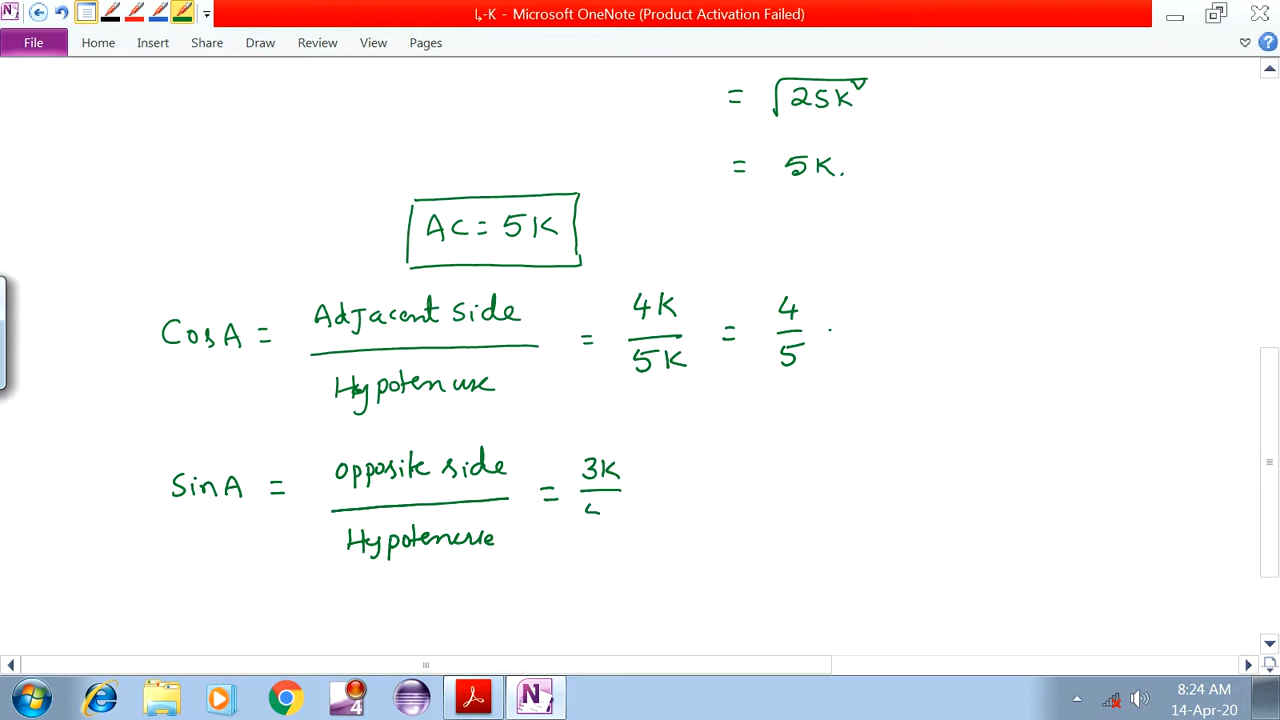 I,-K - Microsoft OneNote (Product Activation Failed)
File Home Insert Share Draw Review View Pages
= √25K²
= 5K.
AC = 5K
CosA = Adjacent side / Hypotenuse = 4K / 5K = 4 / 5 .
SinA = opposite side / Hypotenuse = 3K /
4
8:24 AM
14-Apr-20